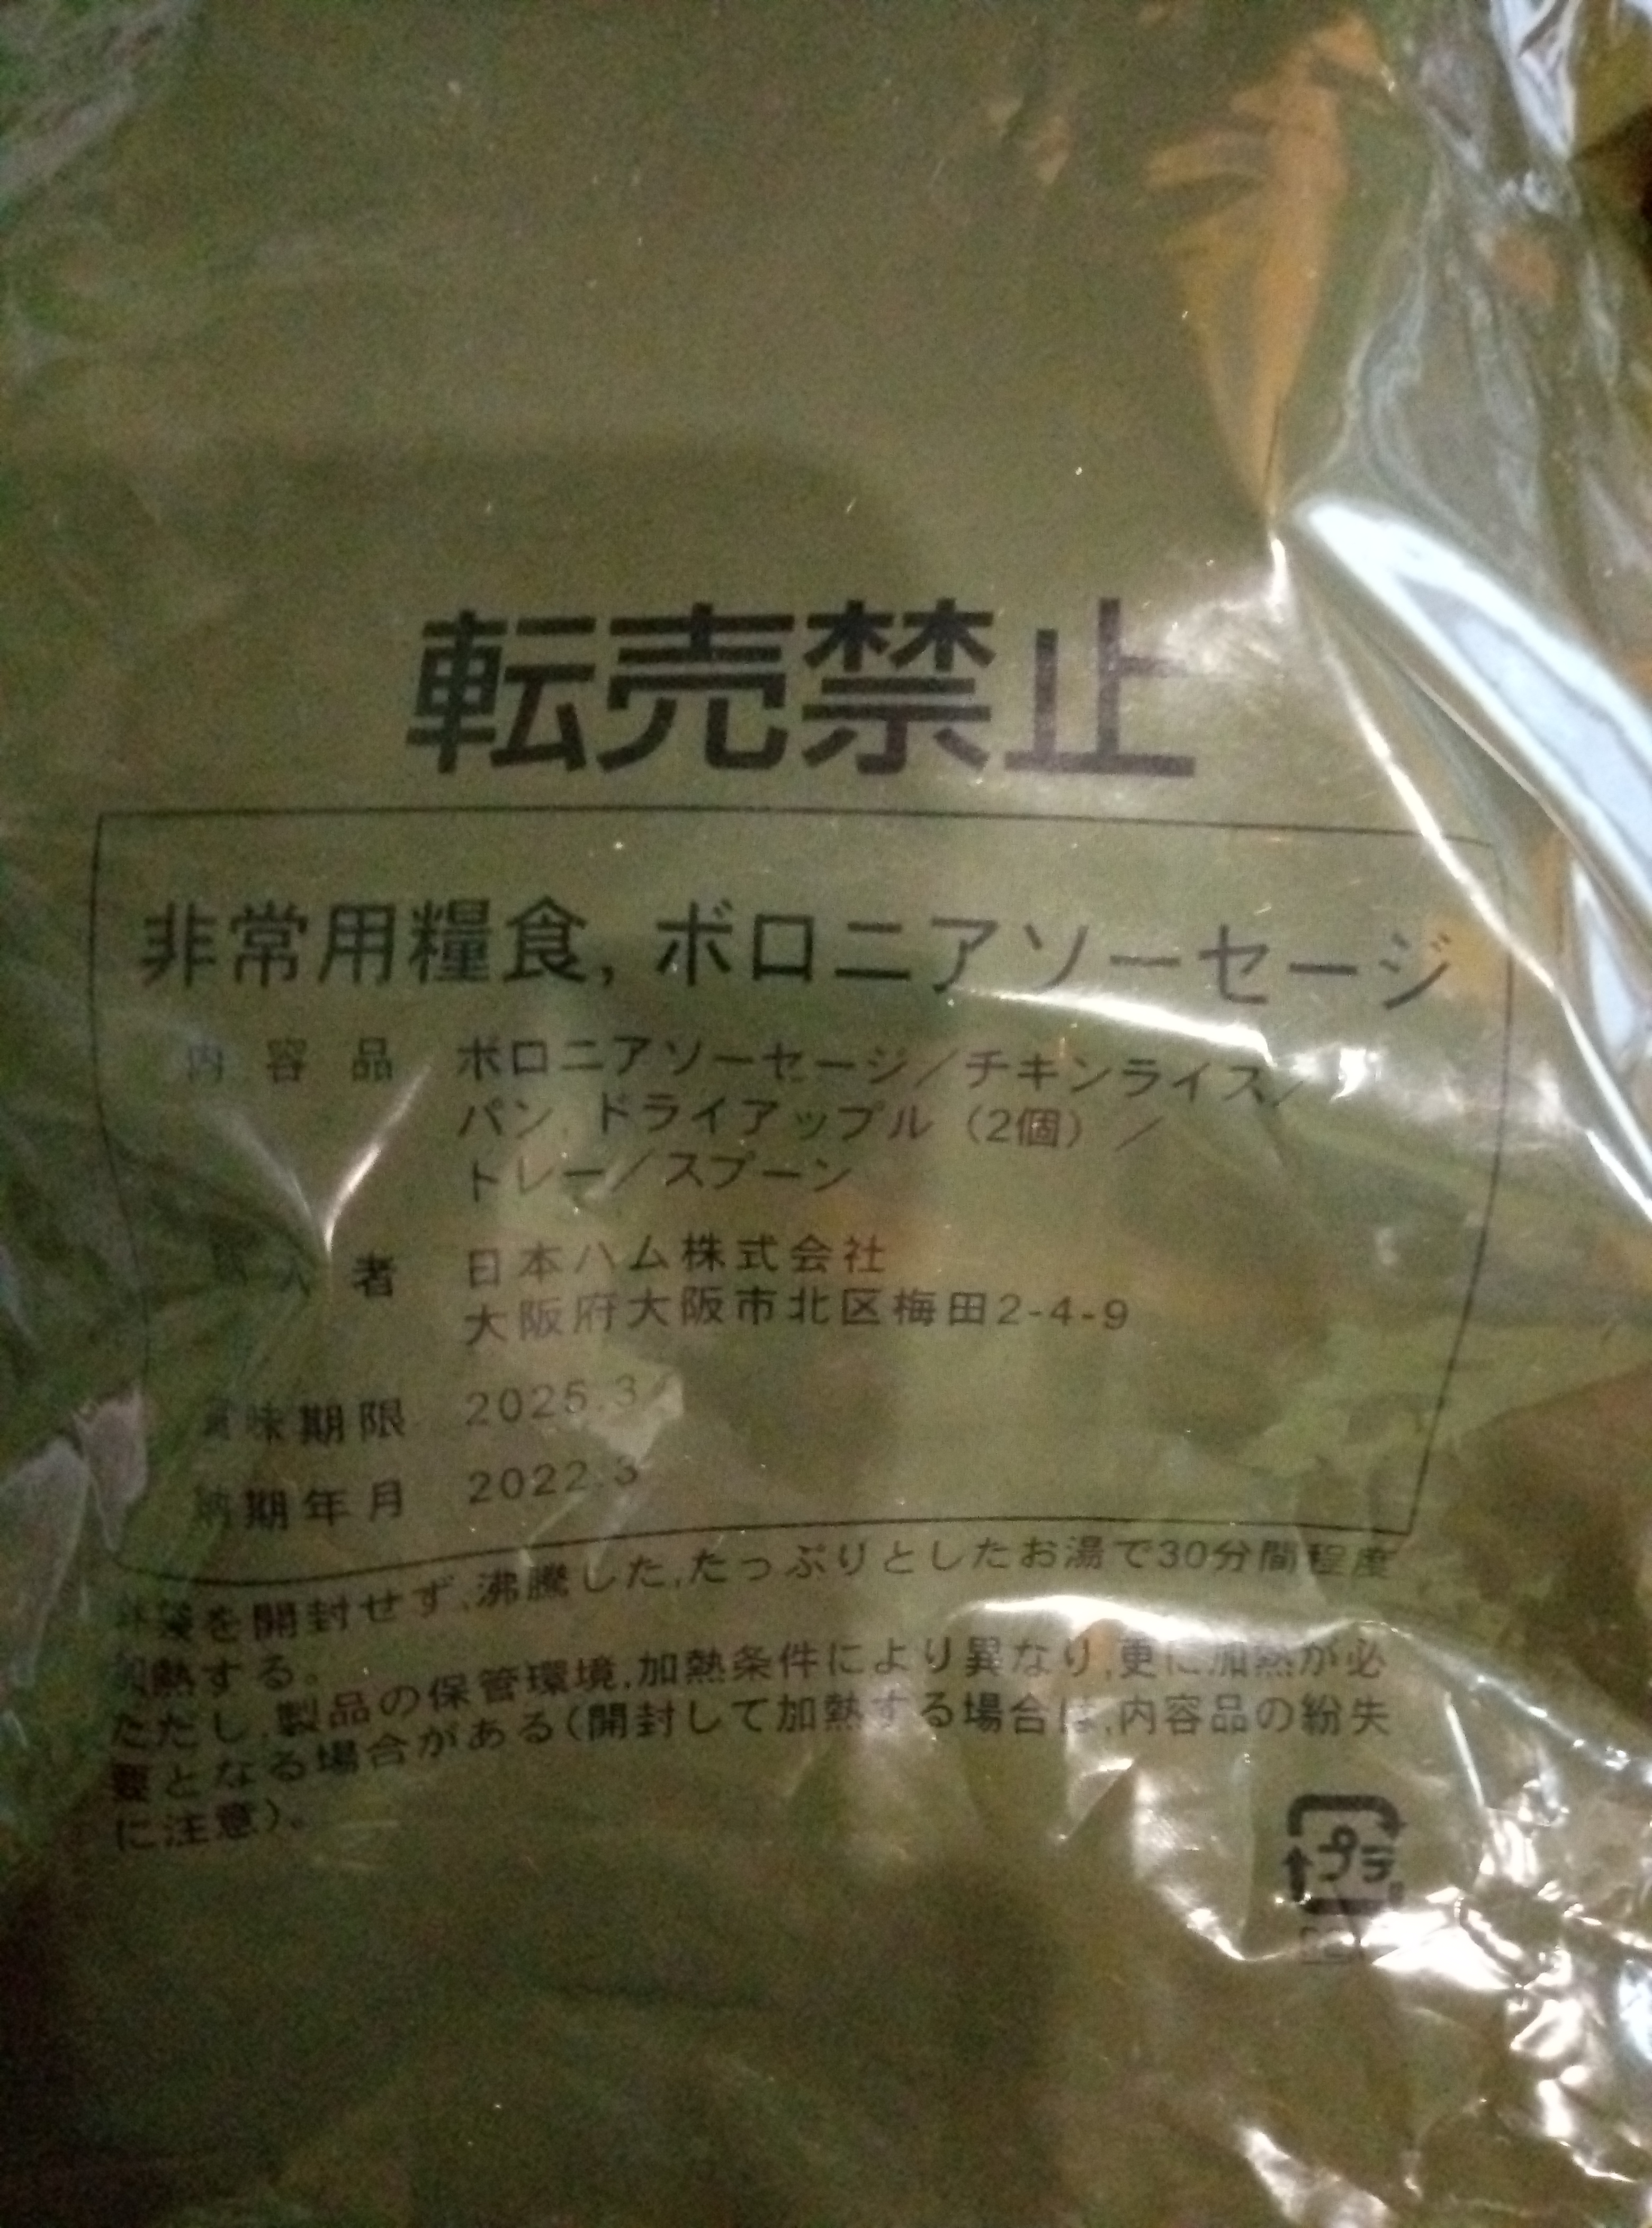 転売禁止
非常用糧食, ボロニアソーセージ
内容品 ボロニアソーセージ／チキンライス／
パン, ドライアップル（2個）／
トレー／スプーン
者 日本ハム株式会社
大阪府大阪市北区梅田2-4-9
賞味期限 2025.3
納期年月 2022.3
外袋を開封せず,沸騰した,たっぷりとしたお湯で30分間程度
加熱する。
ただし,製品の保管環境,加熱条件により異なり,更に加熱が必
要となる場合がある(開封して加熱する場合は,内容品の紛失
に注意)。
プラ